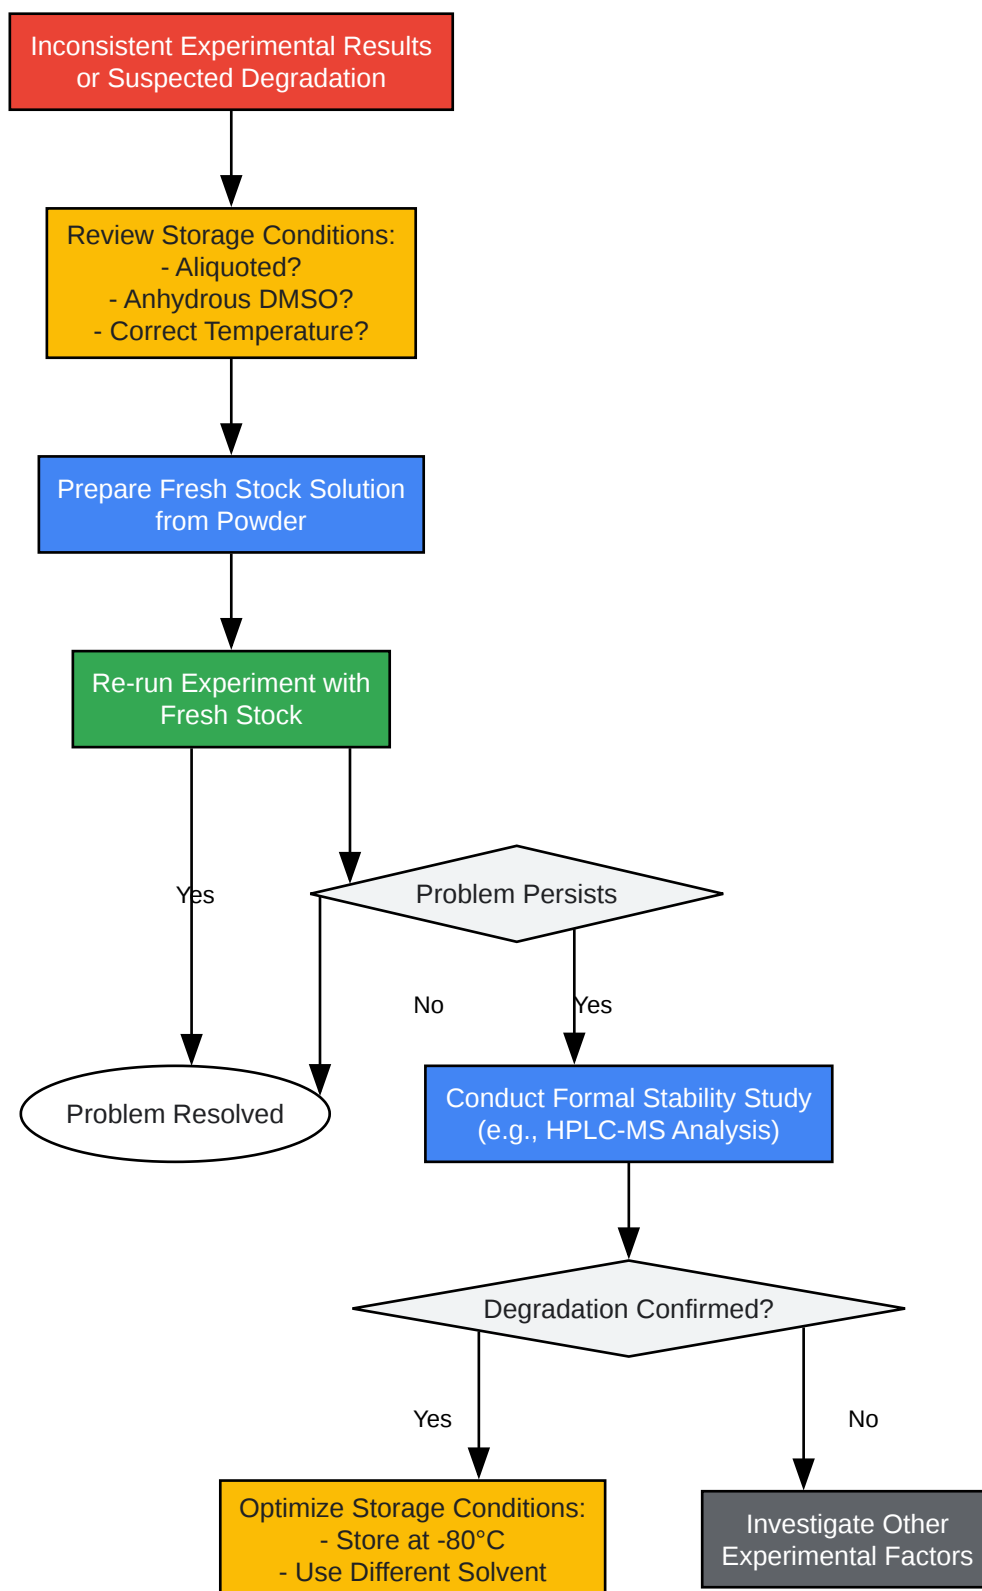 Inconsistent Experimental Results
or Suspected Degradation
Review Storage Conditions:
- Aliquoted?
- Anhydrous DMSO?
- Correct Temperature?
Prepare Fresh Stock Solution
from Powder
Re-run Experiment with
Fresh Stock
Yes
Problem Persists
No
Yes
Problem Resolved
Conduct Formal Stability Study
(e.g., HPLC-MS Analysis)
Degradation Confirmed?
Yes
No
Optimize Storage Conditions:
- Store at -80°C
- Use Different Solvent
Investigate Other
Experimental Factors